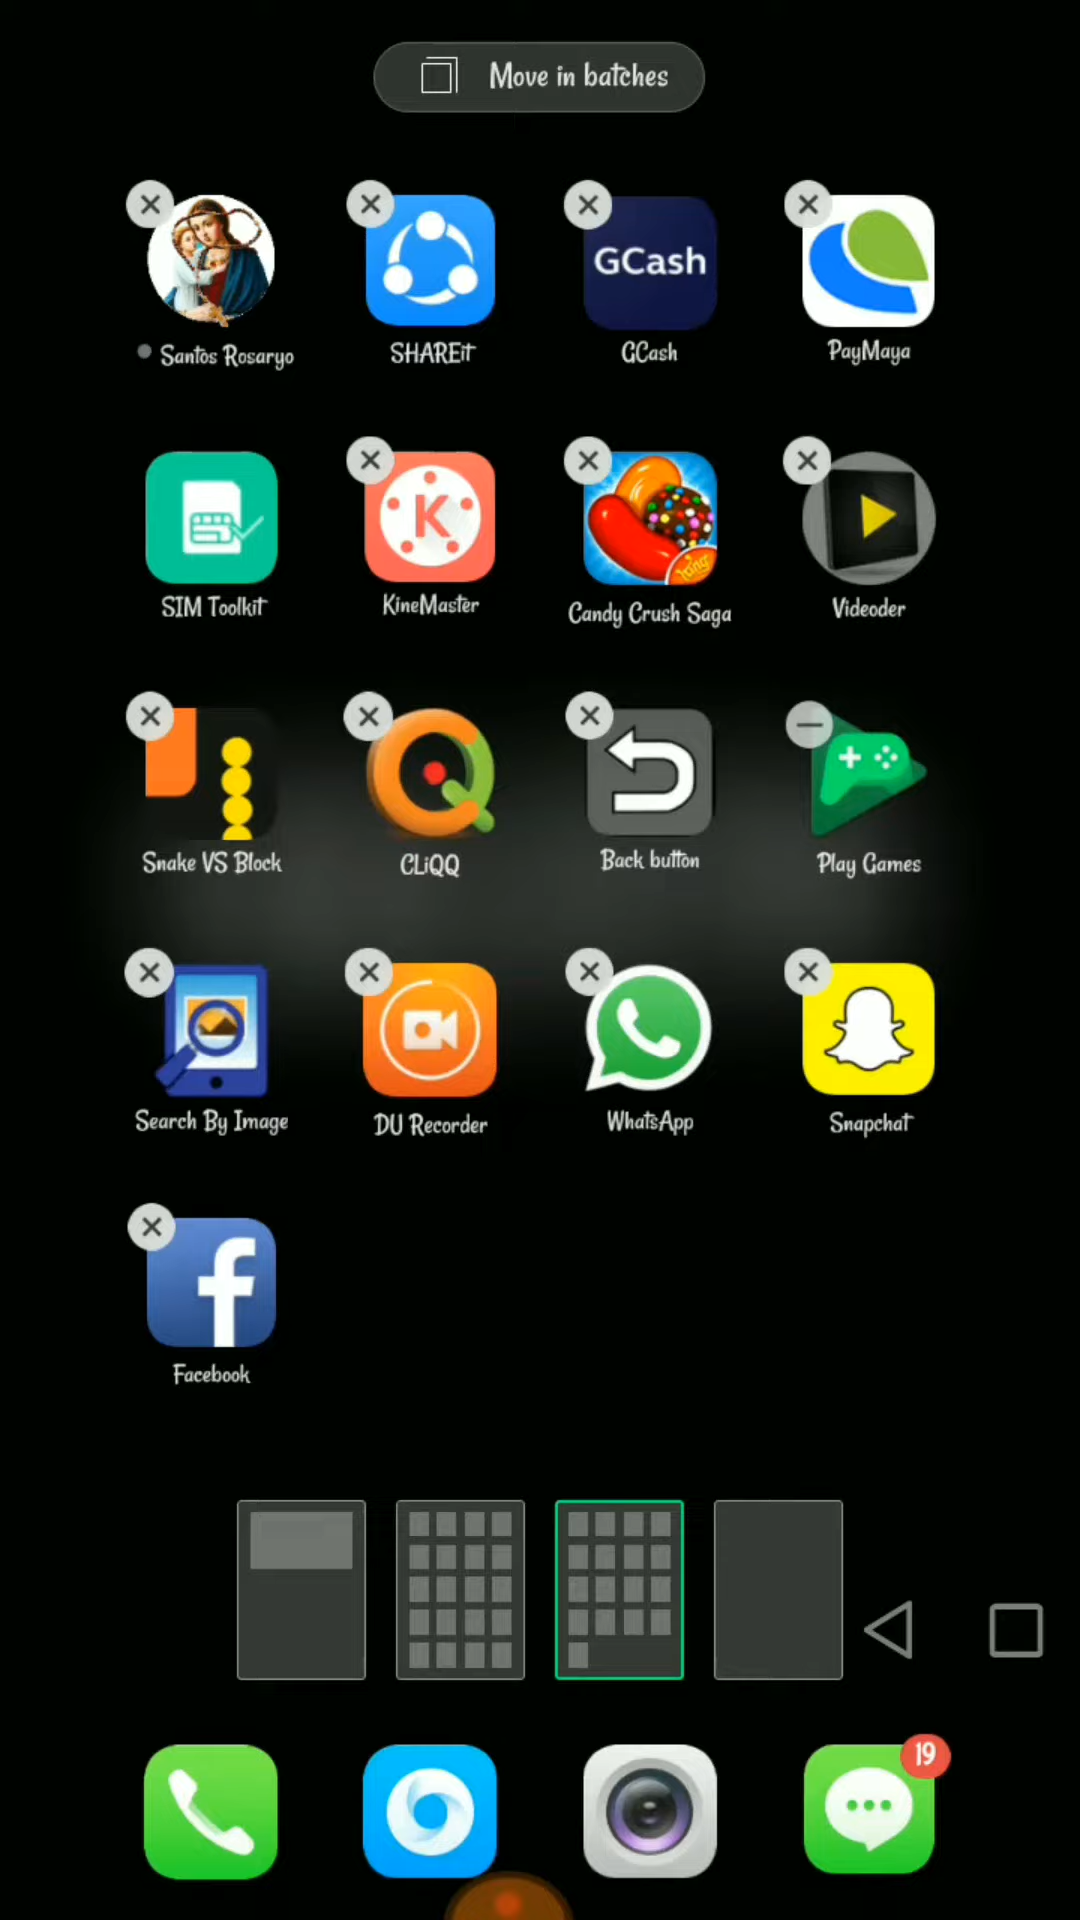 Move in batches
GCash
Santos Rosaryo
SHAREit
GCash
PayMaya
K
King
SIM Toolkit
KineMaster
Candy Crush Saga
Videoder
Snake VS Block
CLiQQ
Back button
Play Games
Search By Image
DU Recorder
WhatsApp
Snapchat
f
Facebook
19